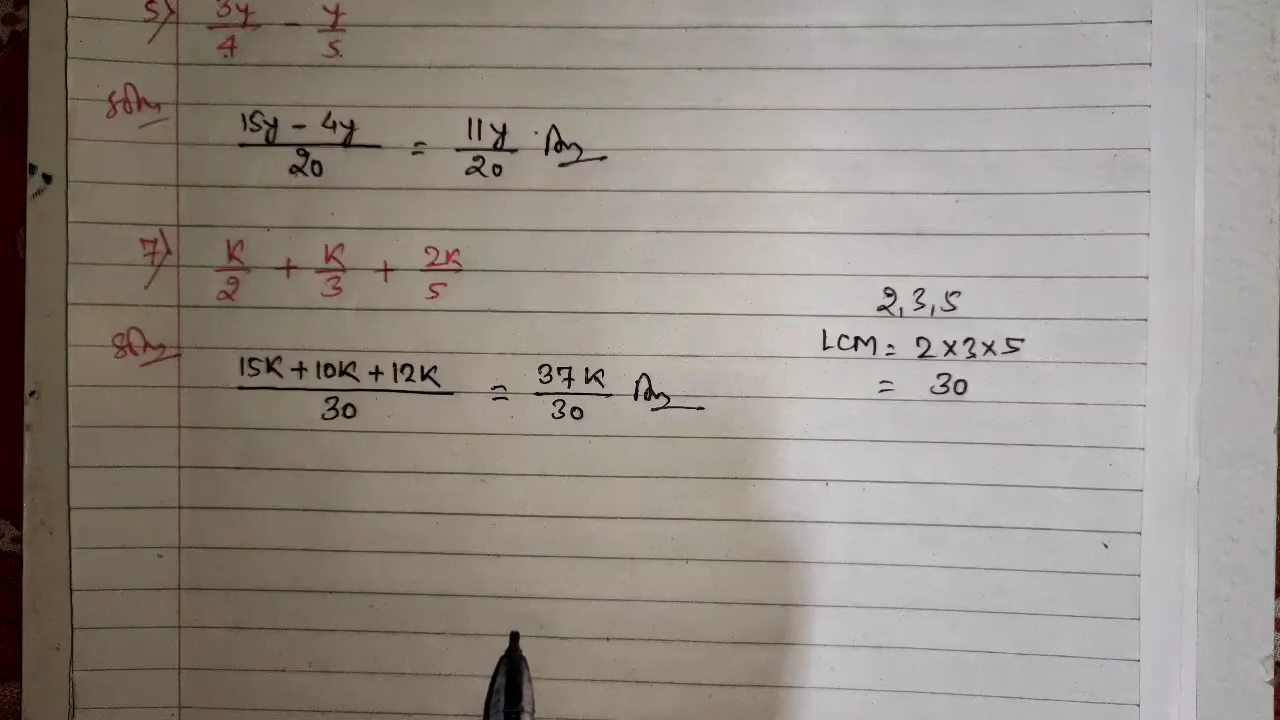 5) 3y/4 - y/5
Soln
15y - 4y/20 = 11y/20 Ans
7) K/2 + K/3 + 2K/5
2,3,5
Soln
LCM = 2×3×5
15K+10K+12K/30 = 37K/30 Ans
= 30